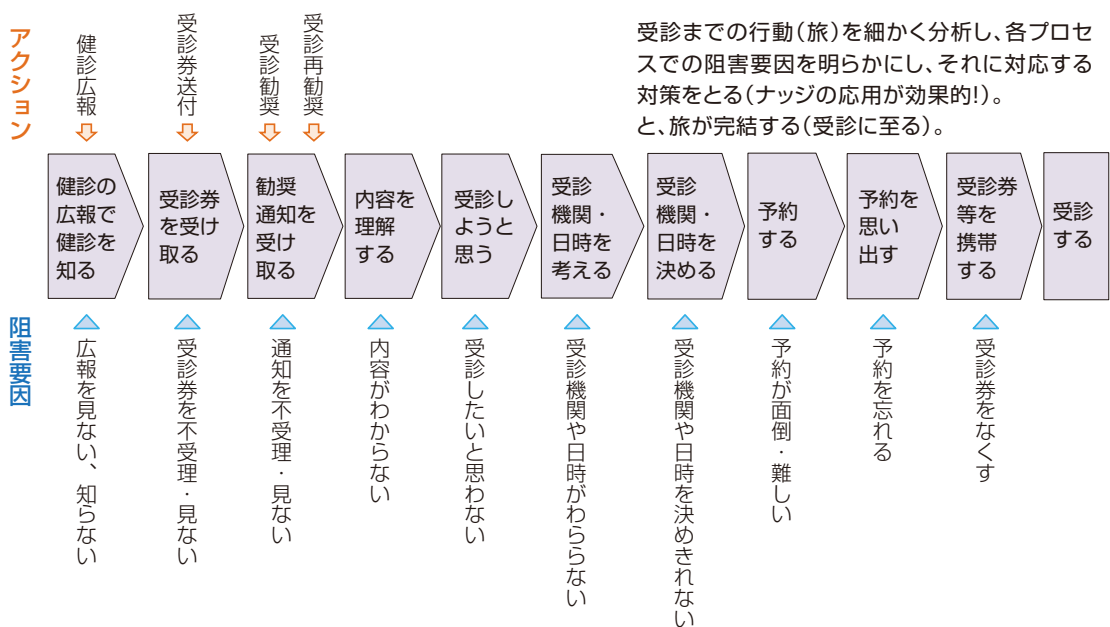 アクション
健診広報
受診券送付
受診勧奨
受診再勧奨
受診までの行動（旅）を細かく分析し、各プロセ
スでの阻害要因を明らかにし、それに対応する
対策をとる（ナッジの応用が効果的！）。
と、旅が完結する（受診に至る）。
健診の
広報で
健診を
知る
受診券
を受け
取る
勧奨
通知を
受け
取る
内容を
理解
する
受診し
ようと
思う
受診
機関・
日時を
考える
受診
機関・
日時を
決める
予約
する
予約を
思い
出す
受診券
等を
携帯
する
受診
する
阻害要因
広報を見ない、知らない
受診券を不受理・見ない
通知を不受理・見ない
内容がわからない
受診したいと思わない
受診機関や日時がわららない
受診機関や日時を決めきれない
予約が面倒・難しい
予約を忘れる
受診券をなくす